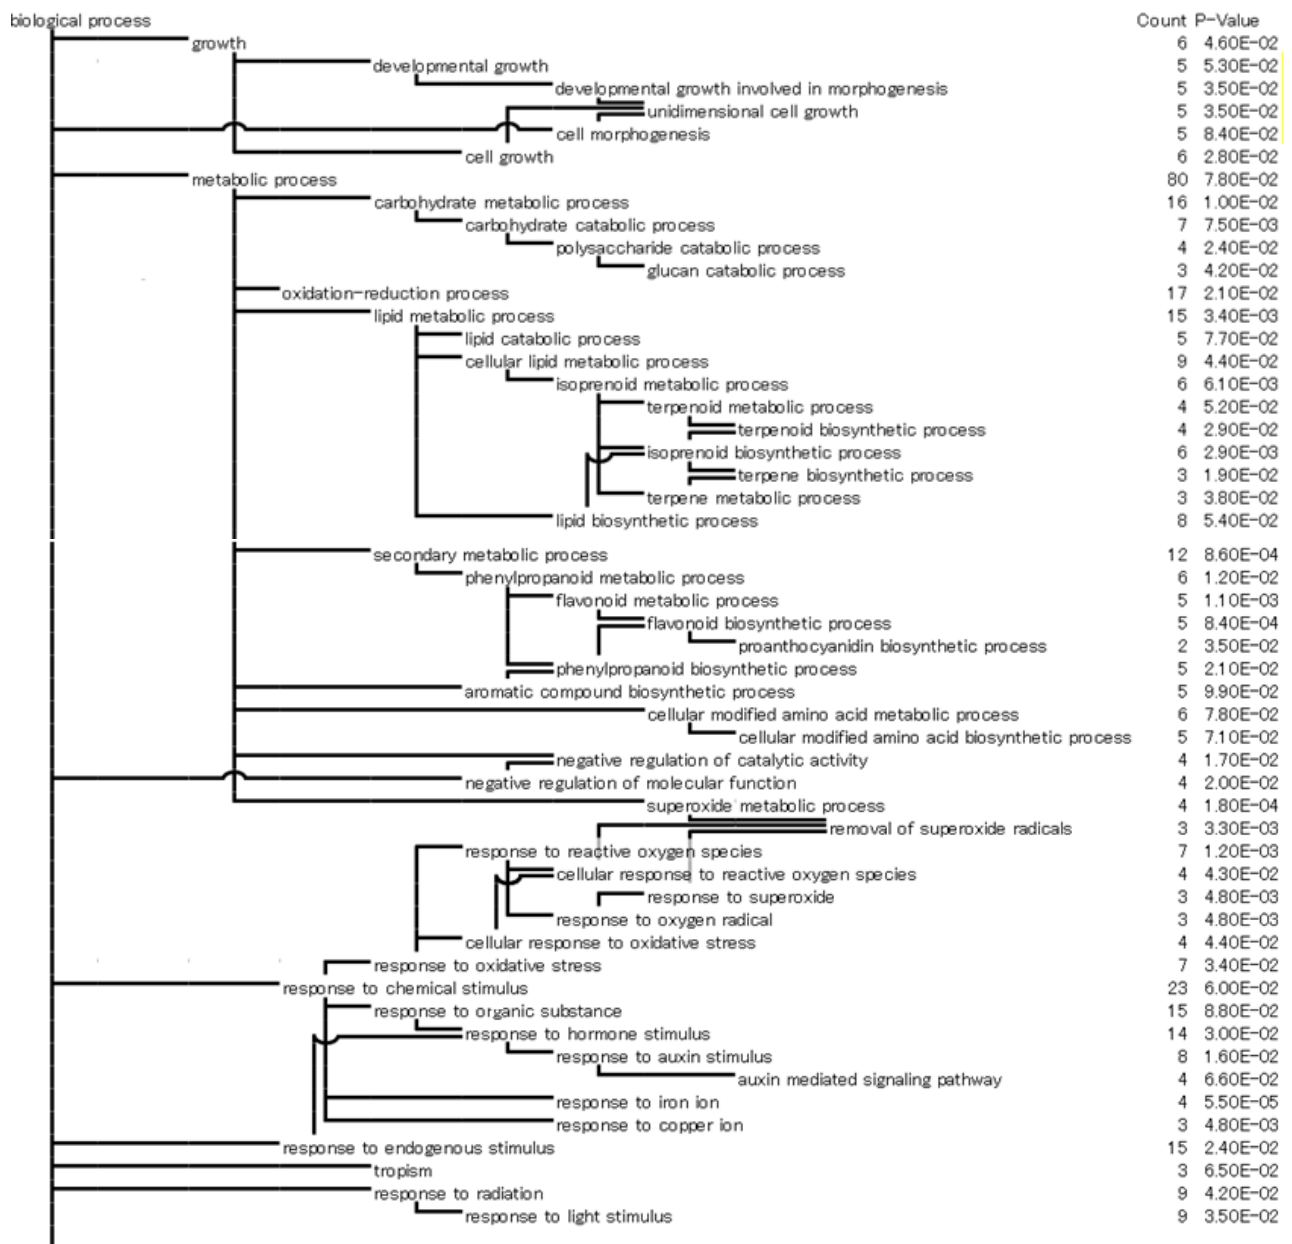 biological process Count P-Value
growth 6 4.60E-02
developmental growth 5 5.30E-02
developmental growth involved in morphogenesis 5 3.50E-02
unidimensional cell growth 5 3.50E-02
cell morphogenesis 5 8.40E-02
cell growth 6 2.80E-02
metabolic process 80 7.80E-02
carbohydrate metabolic process 16 1.00E-02
carbohydrate catabolic process 7 7.50E-03
polysaccharide catabolic process 4 2.40E-02
glucan catabolic process 3 4.20E-02
oxidation-reduction process 17 2.10E-02
lipid metabolic process 15 3.40E-03
lipid catabolic process 5 7.70E-02
cellular lipid metabolic process 9 4.40E-02
isoprenoid metabolic process 6 6.10E-03
terpenoid metabolic process 4 5.20E-02
terpenoid biosynthetic process 4 2.90E-02
isoprenoid biosynthetic process 6 2.90E-03
terpene biosynthetic process 3 1.90E-02
terpene metabolic process 3 3.80E-02
lipid biosynthetic process 8 5.40E-02
secondary metabolic process 12 8.60E-04
phenylpropanoid metabolic process 6 1.20E-02
flavonoid metabolic process 5 1.10E-03
flavonoid biosynthetic process 5 8.40E-04
proanthocyanidin biosynthetic process 2 3.50E-02
phenylpropanoid biosynthetic process 5 2.10E-02
aromatic compound biosynthetic process 5 9.90E-02
cellular modified amino acid metabolic process 6 7.80E-02
cellular modified amino acid biosynthetic process 5 7.10E-02
negative regulation of catalytic activity 4 1.70E-02
negative regulation of molecular function 4 2.00E-02
superoxide metabolic process 4 1.80E-04
removal of superoxide radicals 3 3.30E-03
response to reactive oxygen species 7 1.20E-03
cellular response to reactive oxygen species 4 4.30E-02
response to superoxide 3 4.80E-03
response to oxygen radical 3 4.80E-03
cellular response to oxidative stress 4 4.40E-02
response to oxidative stress 7 3.40E-02
response to chemical stimulus 23 6.00E-02
response to organic substance 15 8.80E-02
response to hormone stimulus 14 3.00E-02
response to auxin stimulus 8 1.60E-02
auxin mediated signaling pathway 4 6.60E-02
response to iron ion 4 5.50E-05
response to copper ion 3 4.80E-03
response to endogenous stimulus 15 2.40E-02
tropism 3 6.50E-02
response to radiation 9 4.20E-02
response to light stimulus 9 3.50E-02